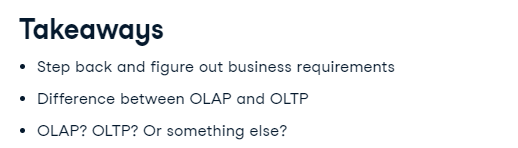 Takeaways
• Step back and figure out business requirements
• Difference between OLAP and OLTP
• OLAP? OLTP? Or something else?